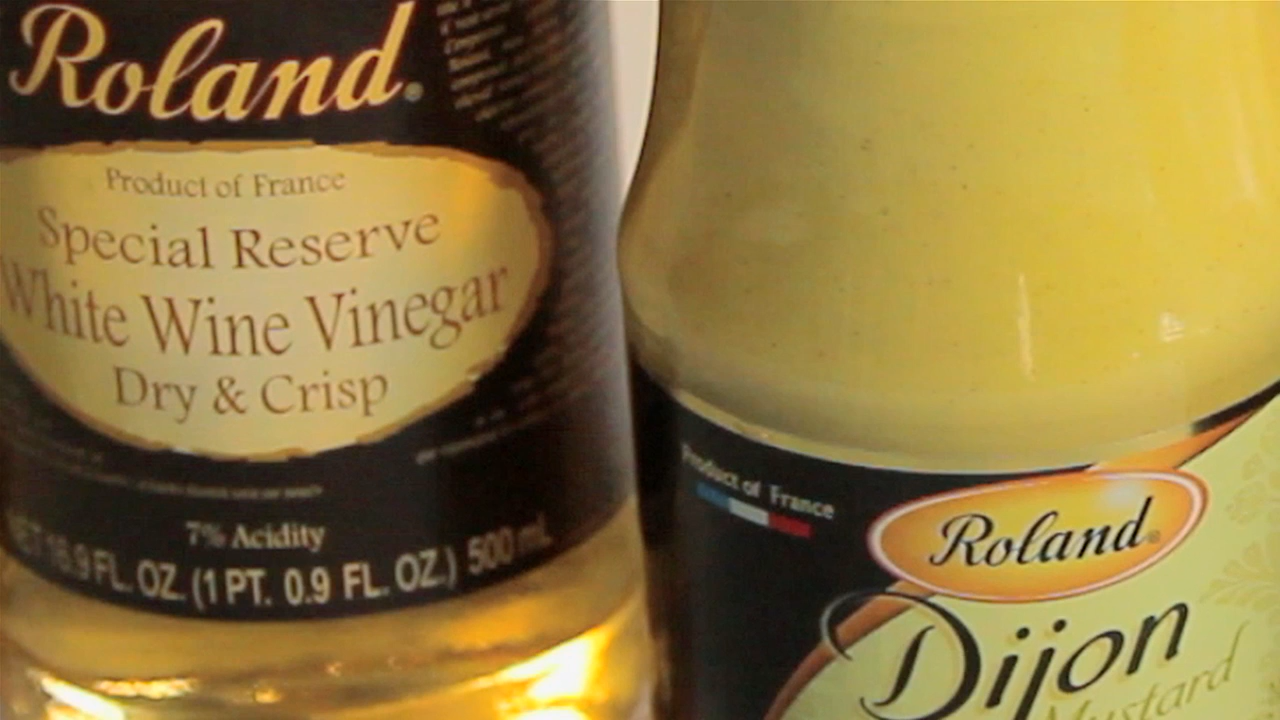 Roland®
Product of France
Special Reserve
White Wine Vinegar
Dry & Crisp
7% Acidity
NET 16.9 FL. OZ. (1 PT. 0.9 FL. OZ.) 500 mL
Product of France
Roland®
Dijon
Mustard